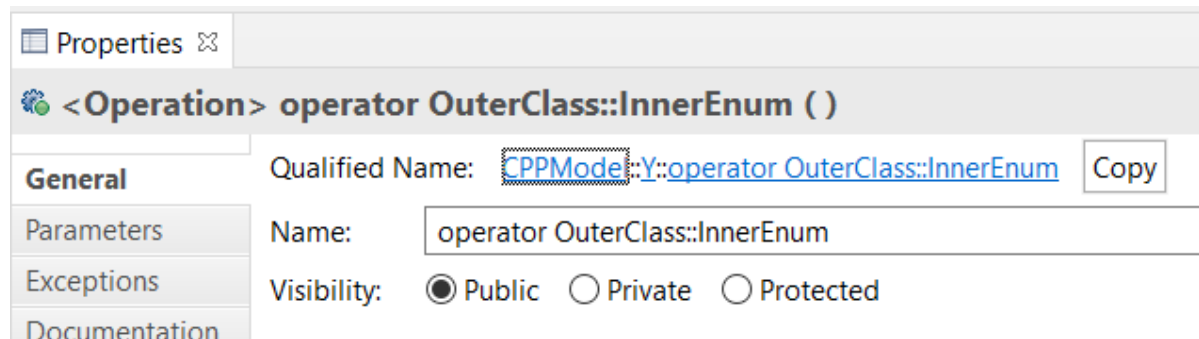 Properties
<Operation> operator OuterClass::InnerEnum ( )
General
Qualified Name: CPPModel::Y::operator OuterClass::InnerEnum Copy
Parameters
Name: operator OuterClass::InnerEnum
Exceptions
Visibility: Public Private Protected
Documentation